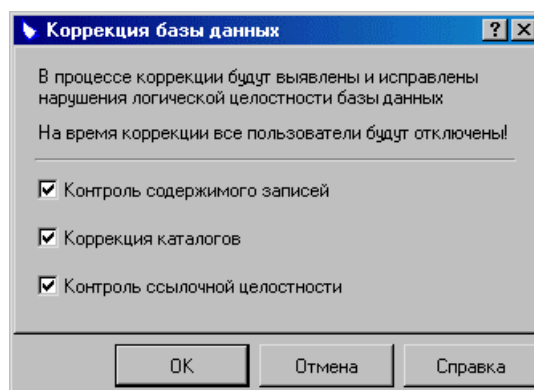 Коррекция базы данных
В процессе коррекции будут выявлены и исправлены
нарушения логической целостности базы данных
На время коррекции все пользователи будут отключены!
Контроль содержимого записей
Коррекция каталогов
Контроль ссылочной целостности
OK Отмена Справка